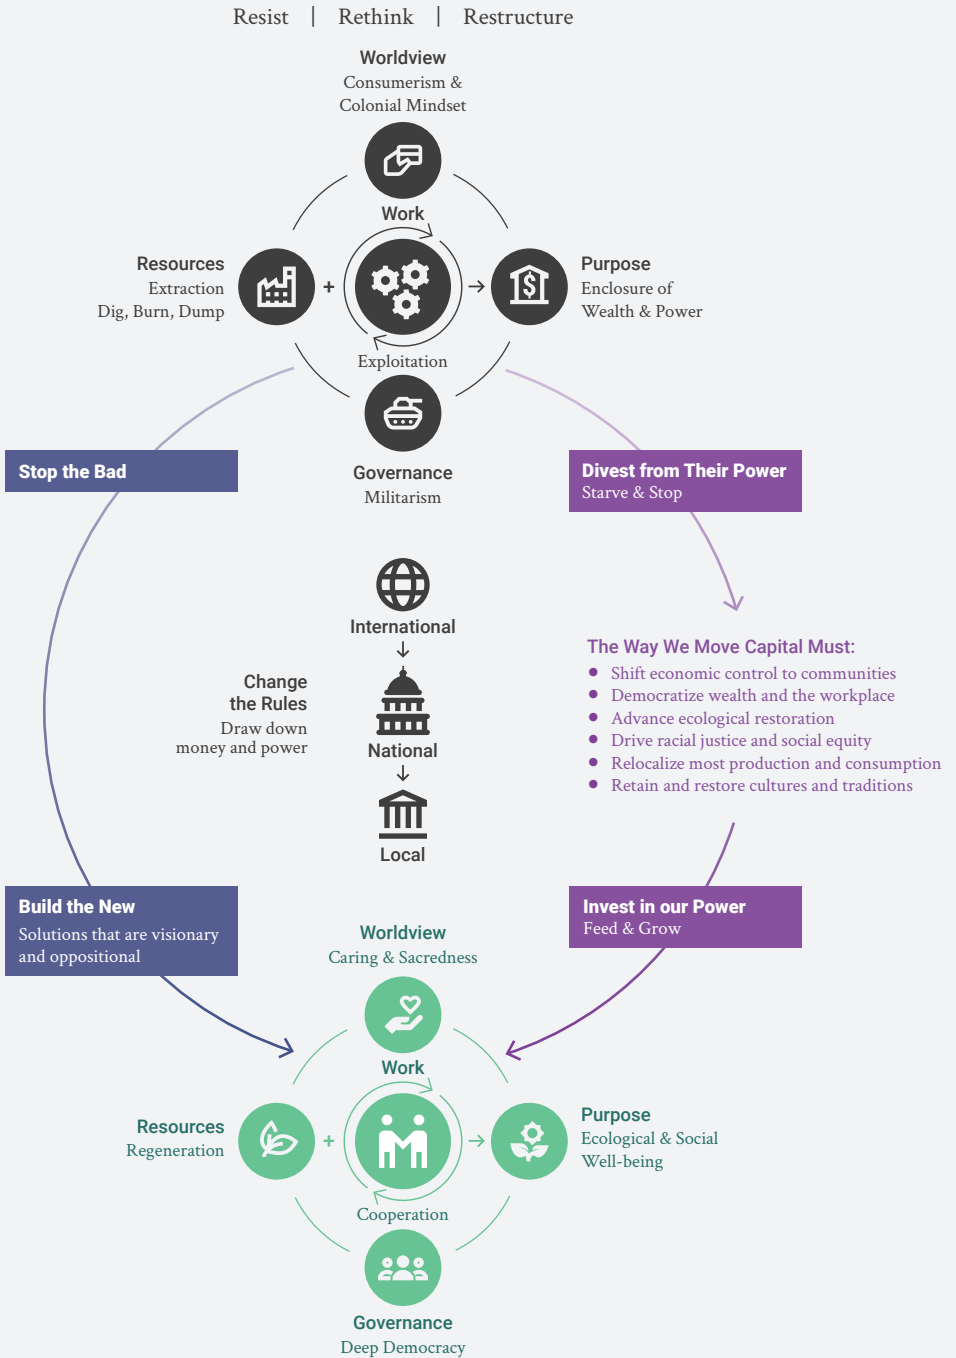 Resist | Rethink | Restructure
Worldview
Consumerism &
Colonial Mindset
Work
Resources
Extraction
Dig, Burn, Dump
+
Purpose
Enclosure of
Wealth & Power
Exploitation
Governance
Militarism
Stop the Bad
Divest from Their Power
Starve & Stop
International
Change
the Rules
Draw down
money and power
National
Local
The Way We Move Capital Must:
• Shift economic control to communities
• Democratize wealth and the workplace
• Advance ecological restoration
• Drive racial justice and social equity
• Relocalize most production and consumption
• Retain and restore cultures and traditions
Build the New
Solutions that are visionary
and oppositional
Invest in our Power
Feed & Grow
Worldview
Caring & Sacredness
Work
Resources
Regeneration
+
Purpose
Ecological & Social
Well-being
Cooperation
Governance
Deep Democracy